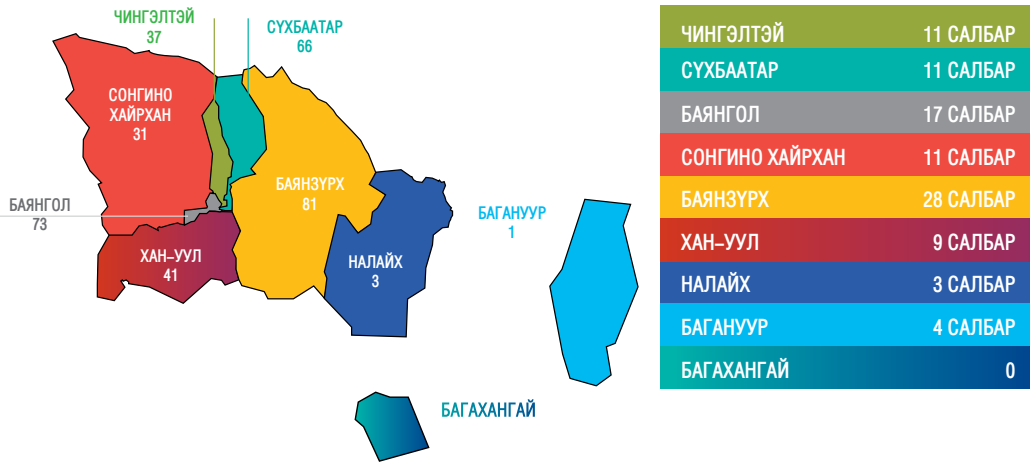 ЧИНГЭЛТЭЙ
37
СҮХБААТАР
66
СОНГИНО
ХАЙРХАН
31
БАЯНЗҮРХ
81
БАЯНГОЛ
73
ХАН-УУЛ
41
НАЛАЙХ
3
БАГАНУУР
1
БАГАХАНГАЙ
ЧИНГЭЛТЭЙ 11 САЛБАР
СҮХБААТАР 11 САЛБАР
БАЯНГОЛ 17 САЛБАР
СОНГИНО ХАЙРХАН 11 САЛБАР
БАЯНЗҮРХ 28 САЛБАР
ХАН-УУЛ 9 САЛБАР
НАЛАЙХ 3 САЛБАР
БАГАНУУР 4 САЛБАР
БАГАХАНГАЙ 0